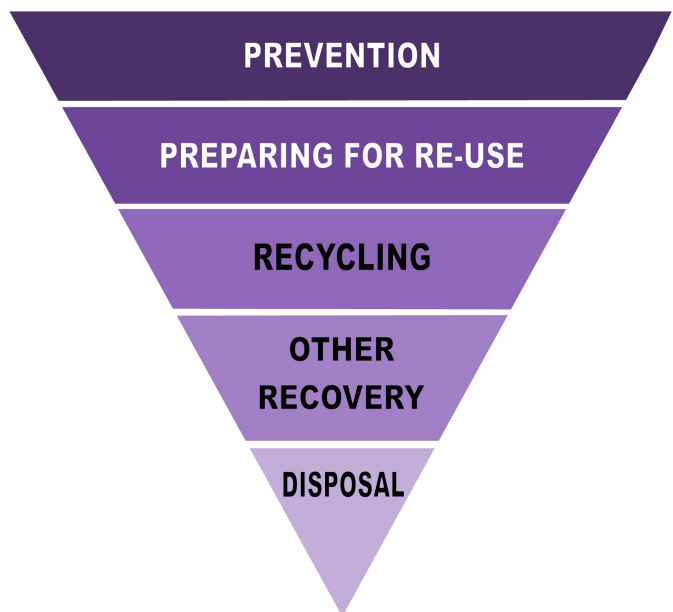 PREVENTION
PREPARING FOR RE-USE
RECYCLING
OTHER
RECOVERY
DISPOSAL